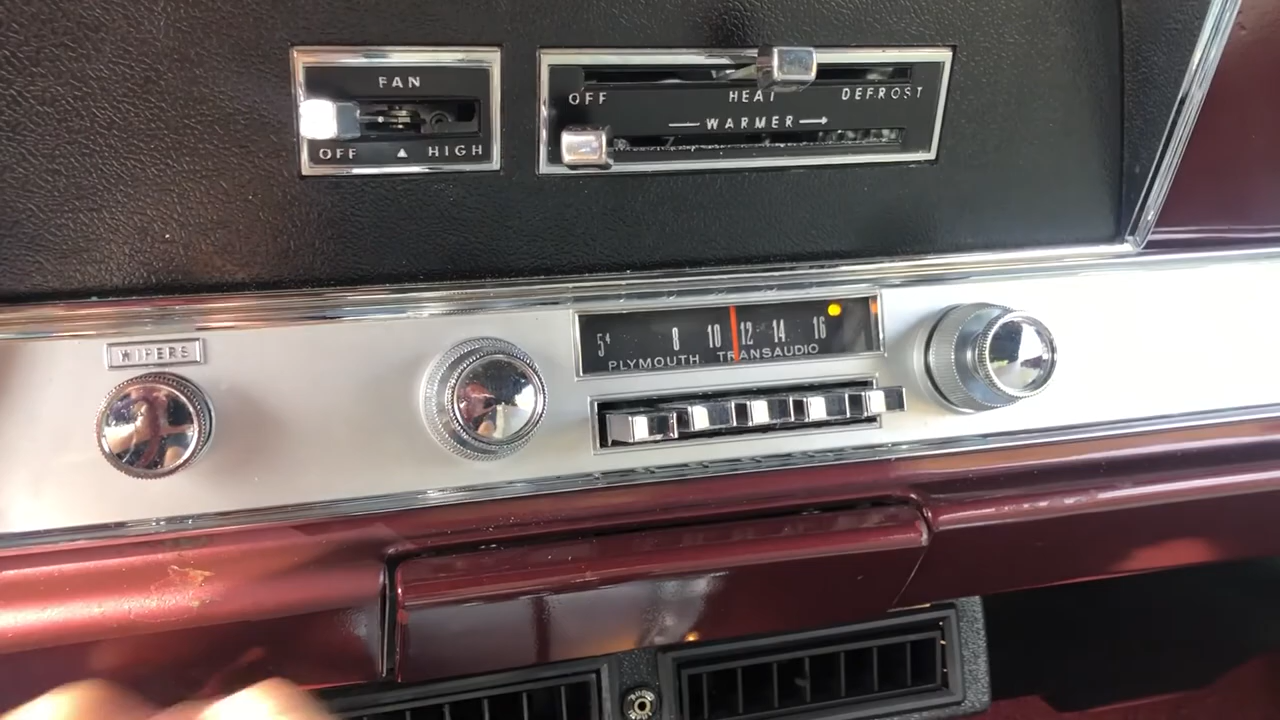 FAN
OFF ▲ HIGH
OFF HEAT DEFROST
WARMER →
WIPERS
5⁴ 8 10 12 14 16
PLYMOUTH TRANSAUDIO